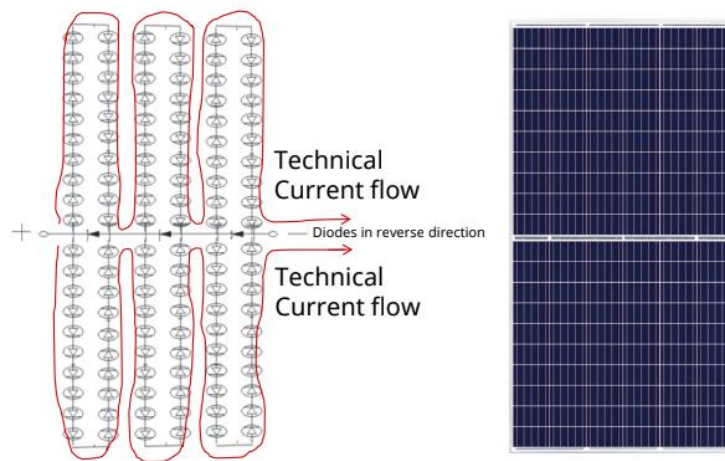 Technical
Current flow
+
Diodes in reverse direction
Technical
Current flow